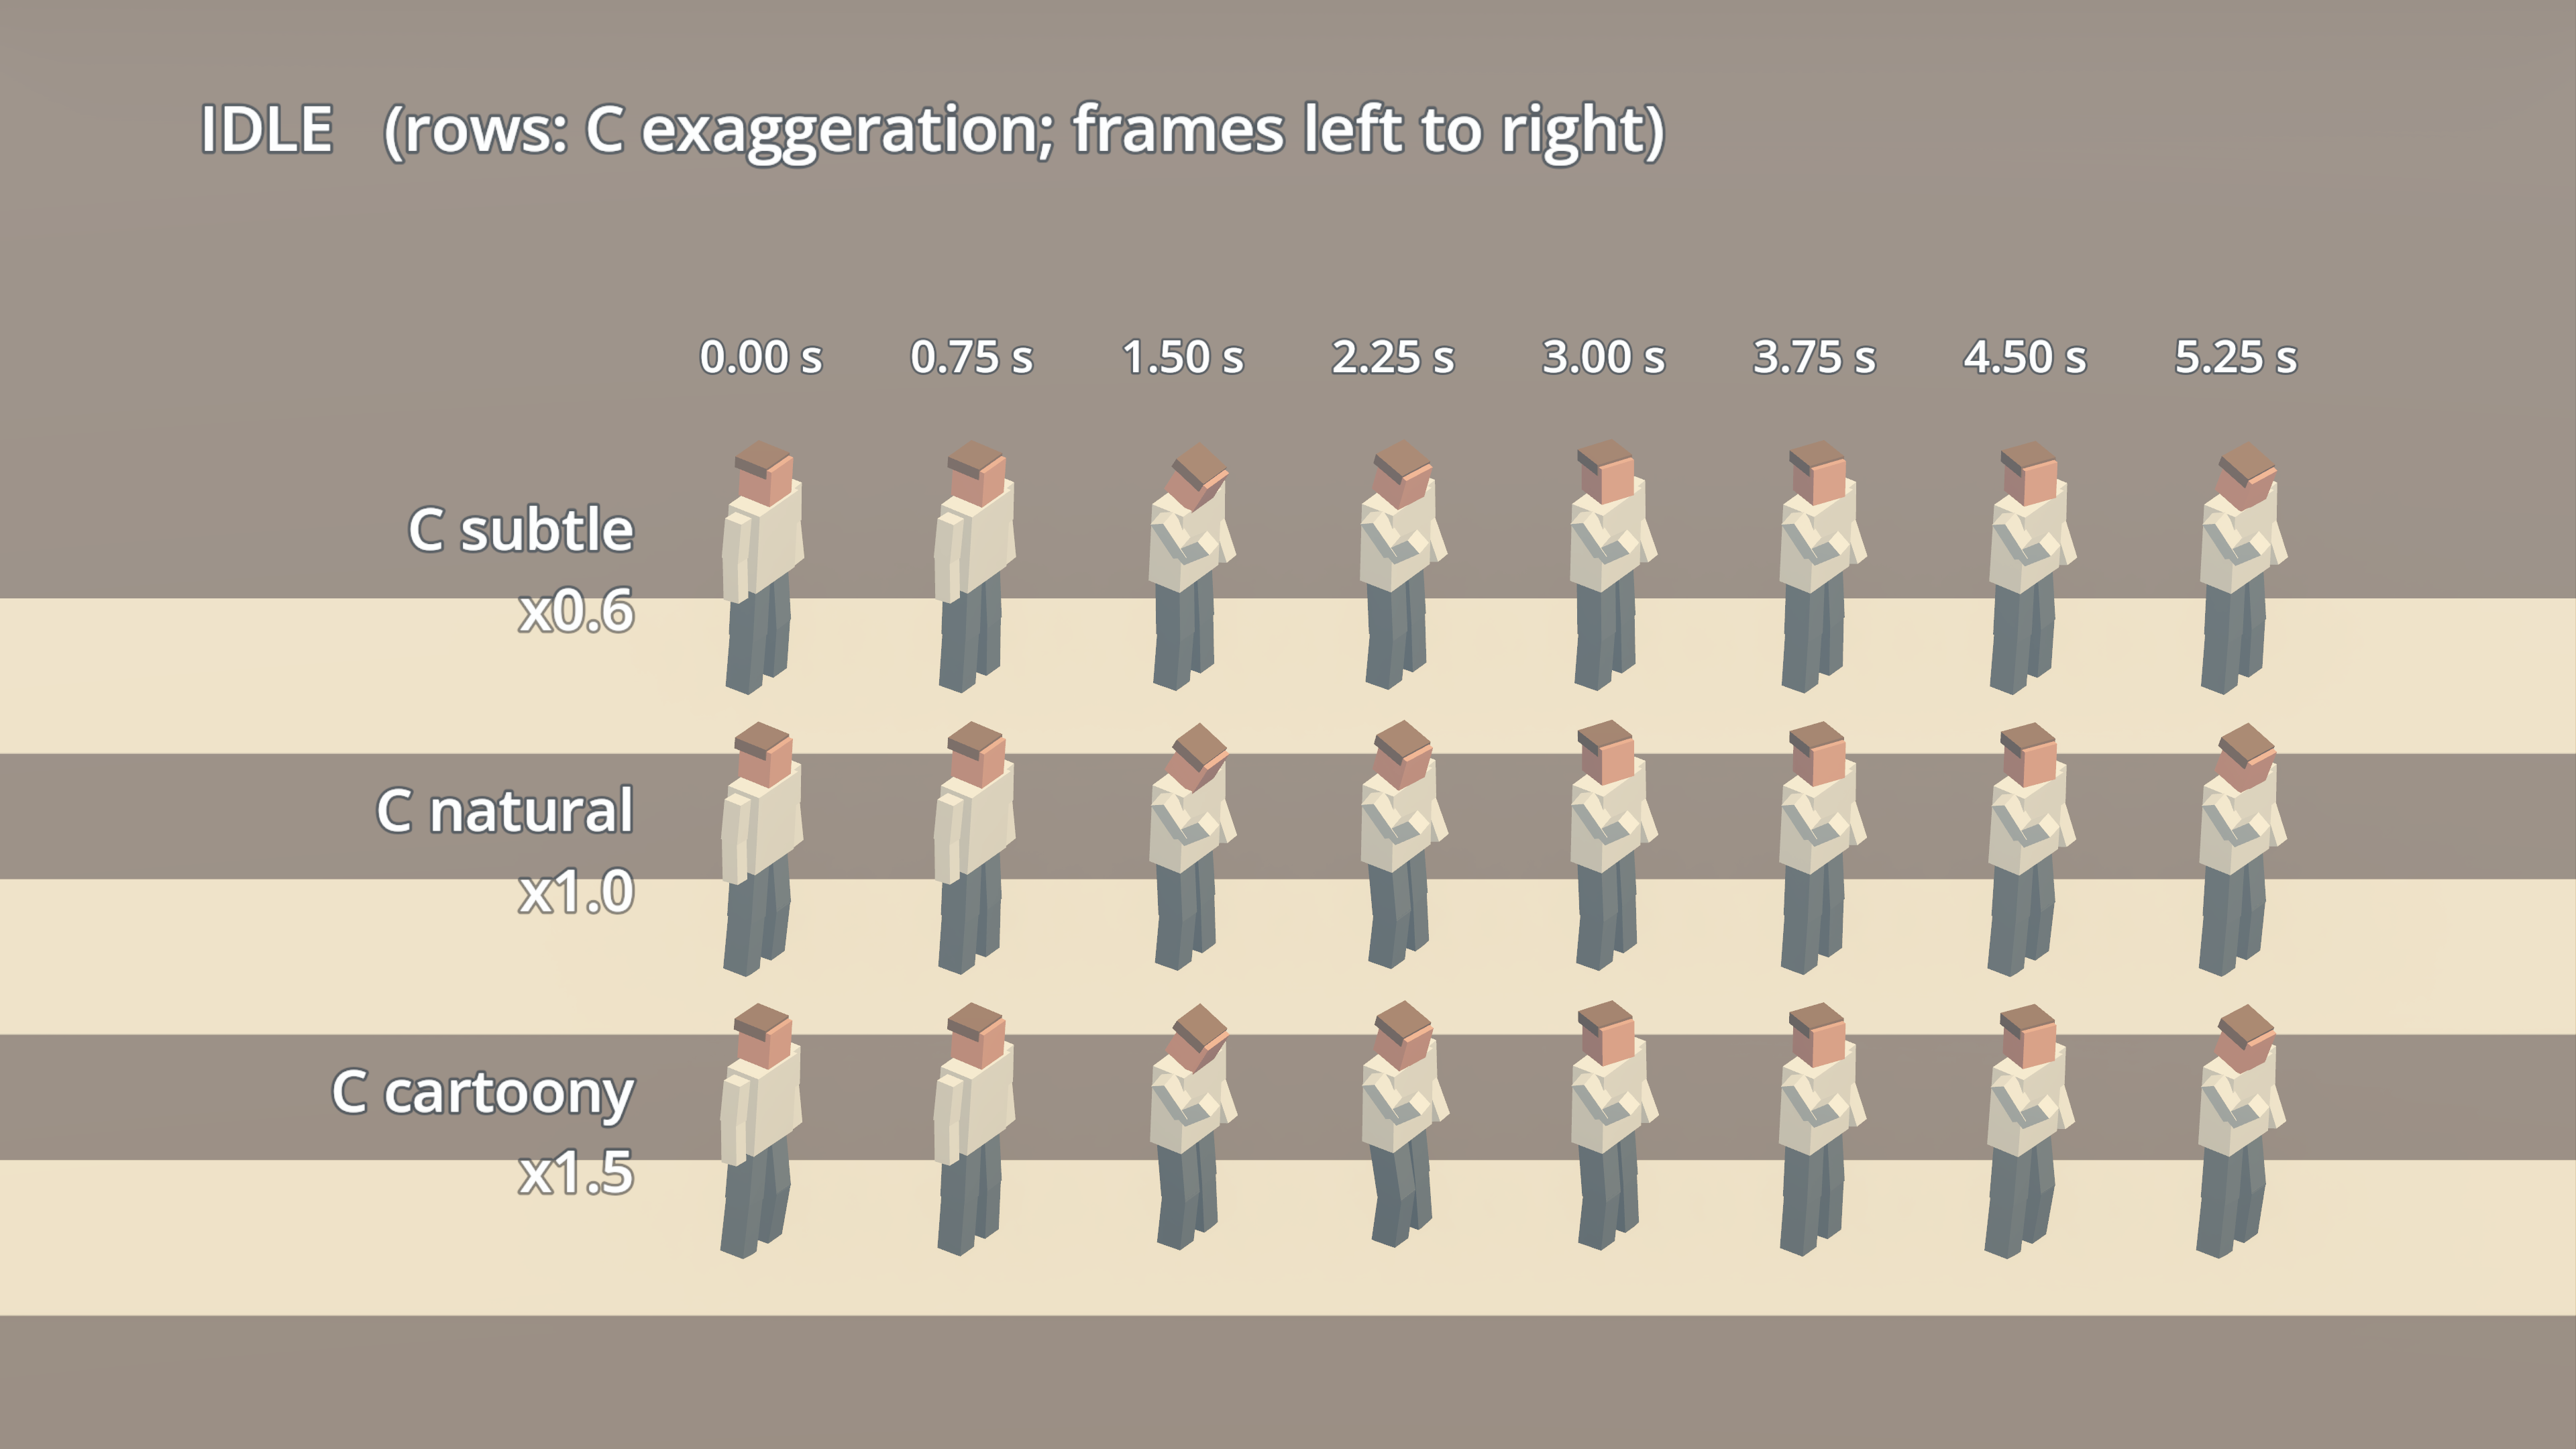 IDLE (rows: C exaggeration; frames left to right)
0.00 s 0.75 s 1.50 s 2.25 s 3.00 s 3.75 s 4.50 s 5.25 s
C subtle
x0.6
C natural
x1.0
C cartoony
x1.5